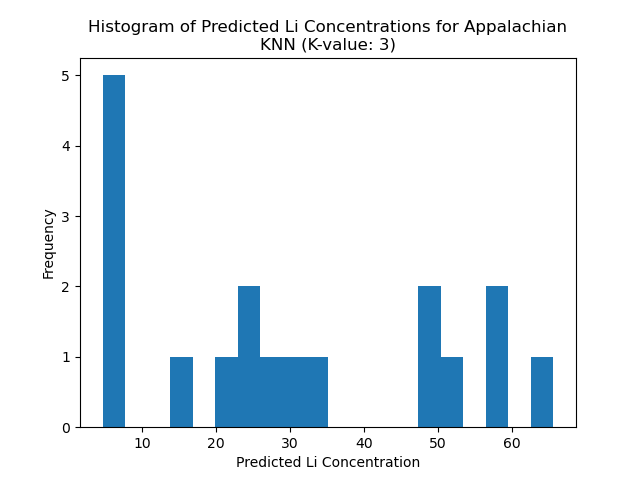 Histogram of Predicted Li Concentrations for Appalachian
KNN (K-value: 3)
5
4
3
2
1
0
Frequency
10 20 30 40 50 60
Predicted Li Concentration